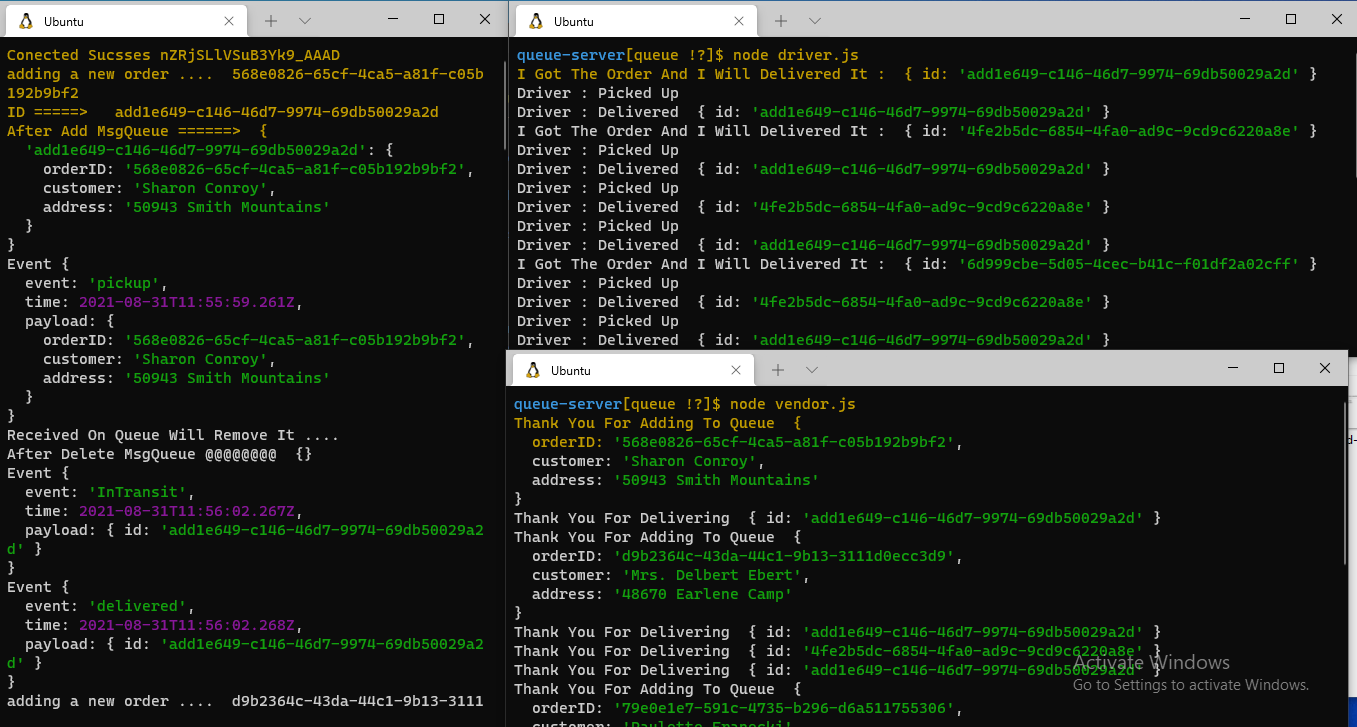 Ubuntu
Conected Sucsses nZRjSLlVSuB3Yk9_AAAD
adding a new order .... 568e0826-65cf-4ca5-a81f-c05b
192b9bf2
ID =====> add1e649-c146-46d7-9974-69db50029a2d
After Add MsgQueue ======> {
'add1e649-c146-46d7-9974-69db50029a2d': {
orderID: '568e0826-65cf-4ca5-a81f-c05b192b9bf2',
customer: 'Sharon Conroy',
address: '50943 Smith Mountains'
}
}
Event {
event: 'pickup',
time: 2021-08-31T11:55:59.261Z,
payload: {
orderID: '568e0826-65cf-4ca5-a81f-c05b192b9bf2',
customer: 'Sharon Conroy',
address: '50943 Smith Mountains'
}
}
Received On Queue Will Remove It ....
After Delete MsgQueue @@@@@@@@ {}
Event {
event: 'InTransit',
time: 2021-08-31T11:56:02.267Z,
payload: { id: 'add1e649-c146-46d7-9974-69db50029a2
d' }
}
Event {
event: 'delivered',
time: 2021-08-31T11:56:02.268Z,
payload: { id: 'add1e649-c146-46d7-9974-69db50029a2
d' }
}
adding a new order .... d9b2364c-43da-44c1-9b13-3111
Ubuntu
queue-server[queue !?]$ node driver.js
I Got The Order And I Will Delivered It : { id: 'add1e649-c146-46d7-9974-69db50029a2d' }
Driver : Picked Up
Driver : Delivered { id: 'add1e649-c146-46d7-9974-69db50029a2d' }
I Got The Order And I Will Delivered It : { id: '4fe2b5dc-6854-4fa0-ad9c-9cd9c6220a8e' }
Driver : Picked Up
Driver : Delivered { id: 'add1e649-c146-46d7-9974-69db50029a2d' }
Driver : Picked Up
Driver : Delivered { id: '4fe2b5dc-6854-4fa0-ad9c-9cd9c6220a8e' }
Driver : Picked Up
Driver : Delivered { id: 'add1e649-c146-46d7-9974-69db50029a2d' }
I Got The Order And I Will Delivered It : { id: '6d999cbe-5d05-4cec-b41c-f01df2a02cff' }
Driver : Picked Up
Driver : Delivered { id: '4fe2b5dc-6854-4fa0-ad9c-9cd9c6220a8e' }
Driver : Picked Up
Driver : Delivered { id: 'add1e649-c146-46d7-9974-69db50029a2d' }
Ubuntu
queue-server[queue !?]$ node vendor.js
Thank You For Adding To Queue {
orderID: '568e0826-65cf-4ca5-a81f-c05b192b9bf2',
customer: 'Sharon Conroy',
address: '50943 Smith Mountains'
}
Thank You For Delivering { id: 'add1e649-c146-46d7-9974-69db50029a2d' }
Thank You For Adding To Queue {
orderID: 'd9b2364c-43da-44c1-9b13-3111d0ecc3d9',
customer: 'Mrs. Delbert Ebert',
address: '48670 Earlene Camp'
}
Thank You For Delivering { id: 'add1e649-c146-46d7-9974-69db50029a2d' }
Thank You For Delivering { id: '4fe2b5dc-6854-4fa0-ad9c-9cd9c6220a8e' }
Thank You For Delivering { id: 'add1e649-c146-46d7-9974-69db50029a2d' }
Thank You For Adding To Queue {
orderID: '79e0e1e7-591c-4735-b296-d6a511755306',
customer: 'Paulette Franecki'
Activate Windows
Go to Settings to activate Windows.